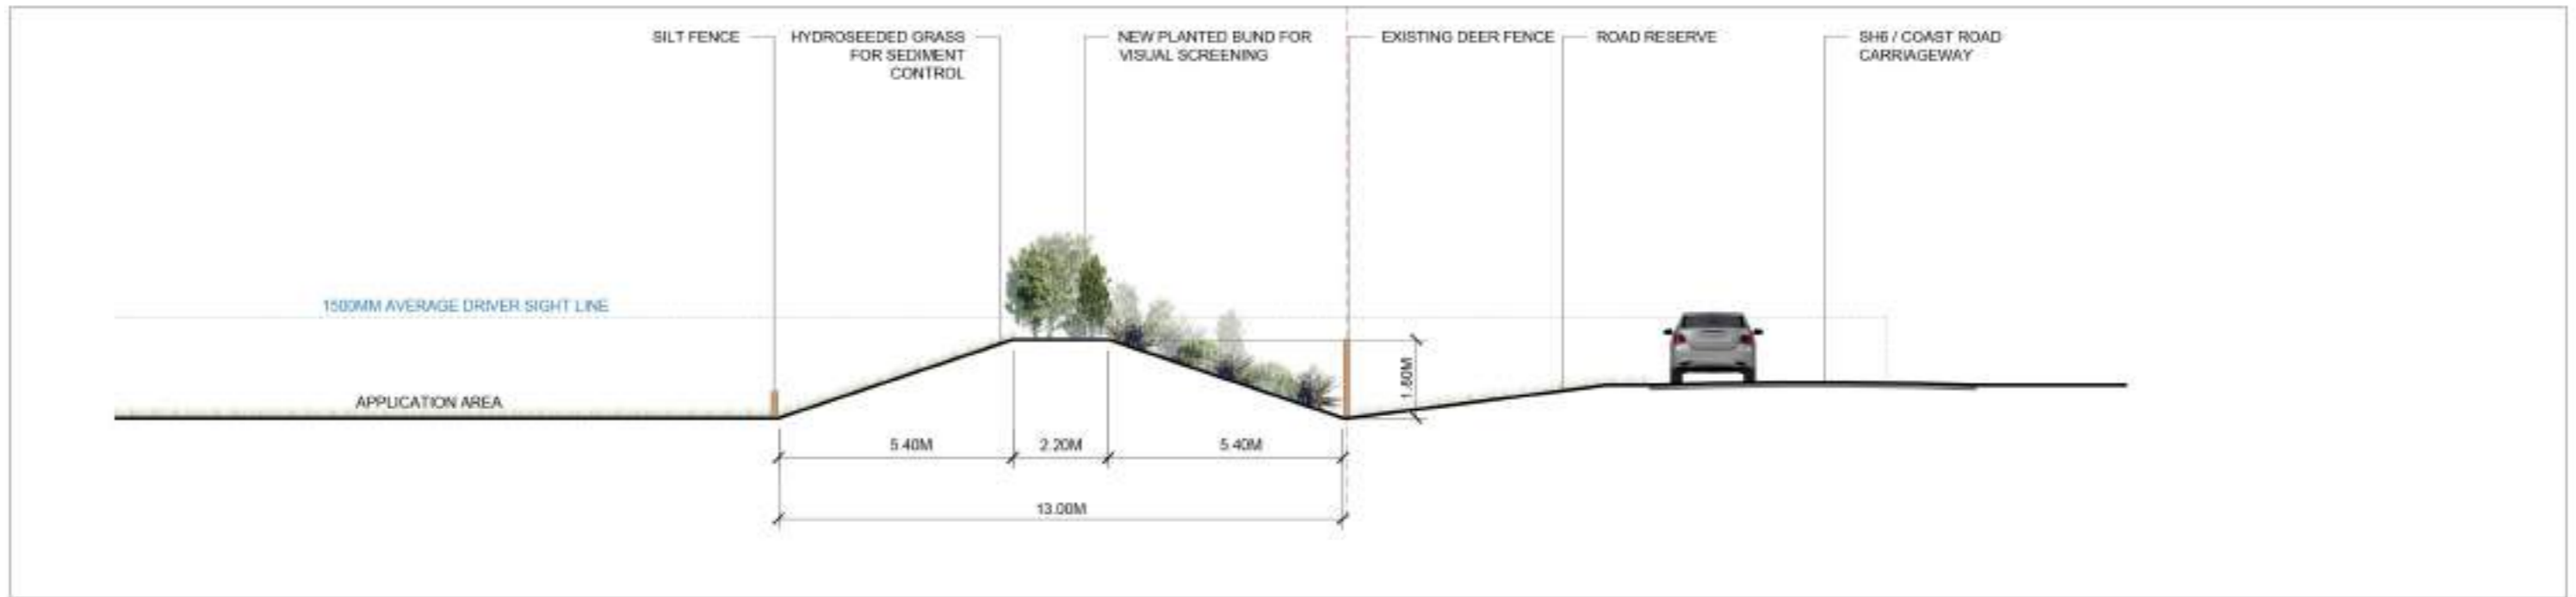 SILT FENCE
HYDROSEEDED GRASS
FOR SEDIMENT
CONTROL
NEW PLANTED BUND FOR
VISUAL SCREENING
EXISTING DEER FENCE
ROAD RESERVE
SH6 / COAST ROAD
CARRIAGEWAY
1500MM AVERAGE DRIVER SIGHT LINE
APPLICATION AREA
1.80M
5.40M
2.20M
5.40M
13.00M